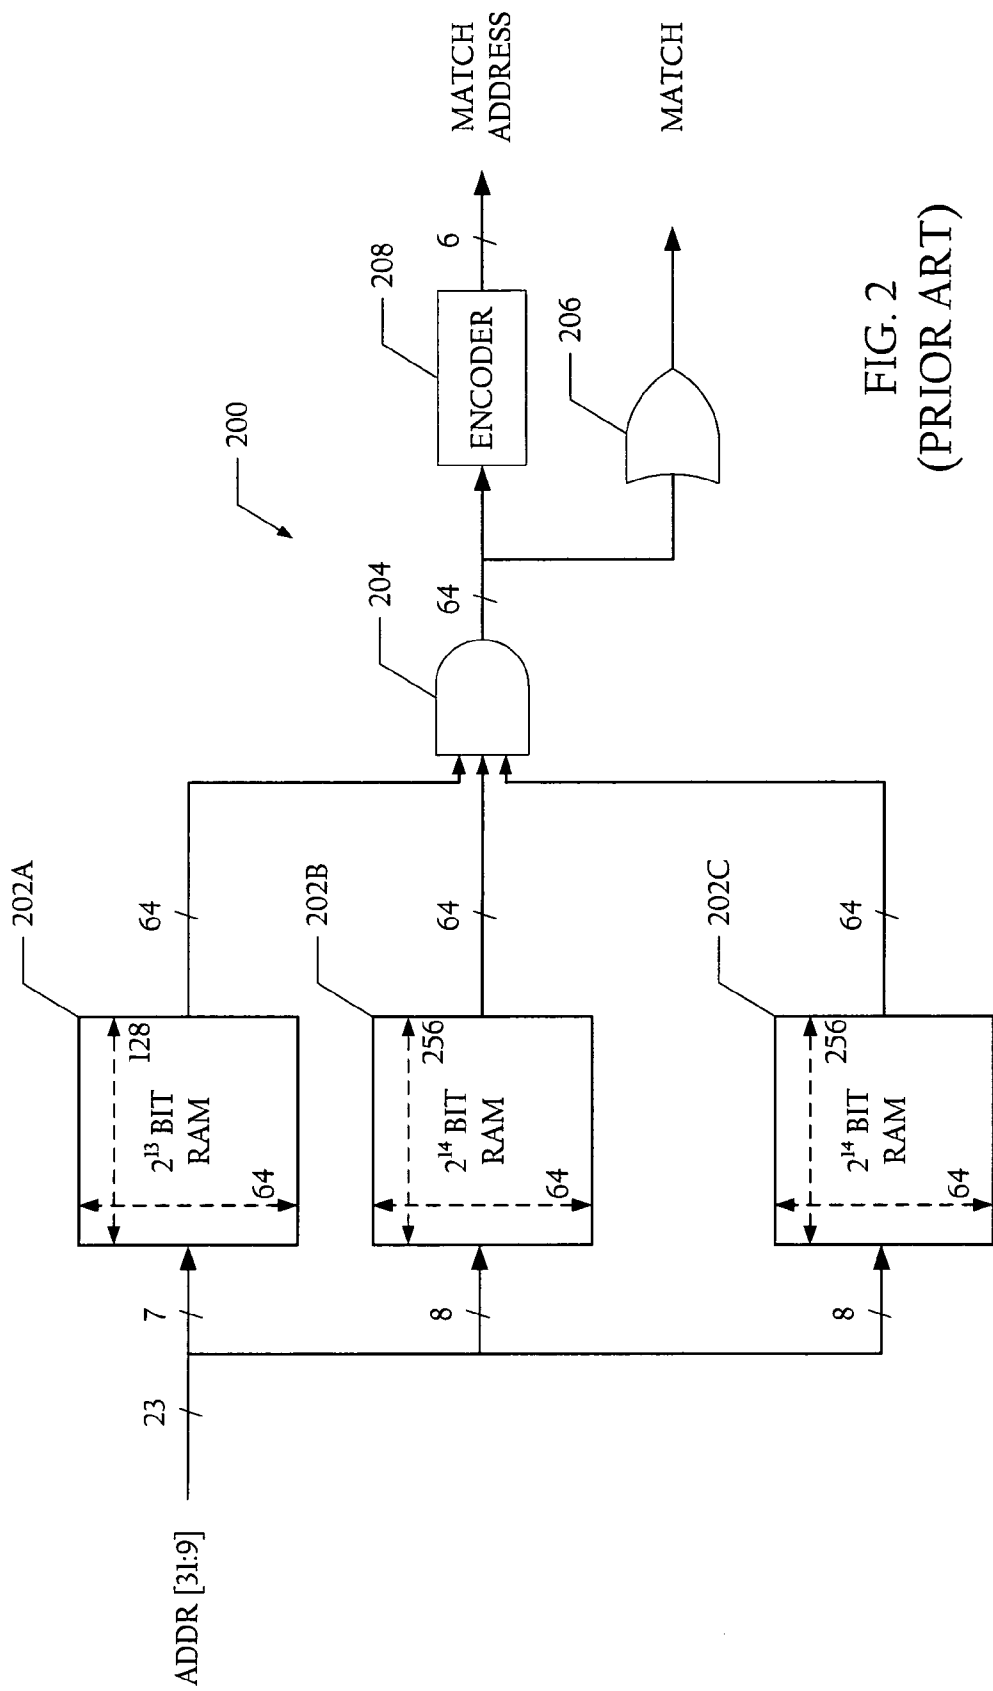 ADDR [31:9]
23
7
8
8
202A
128
2¹³ BIT
RAM
64
64
202B
256
2¹⁴ BIT
RAM
64
64
202C
256
2¹⁴ BIT
RAM
64
64
204
64
200
208
ENCODER
6
MATCH
ADDRESS
206
MATCH
FIG. 2
(PRIOR ART)